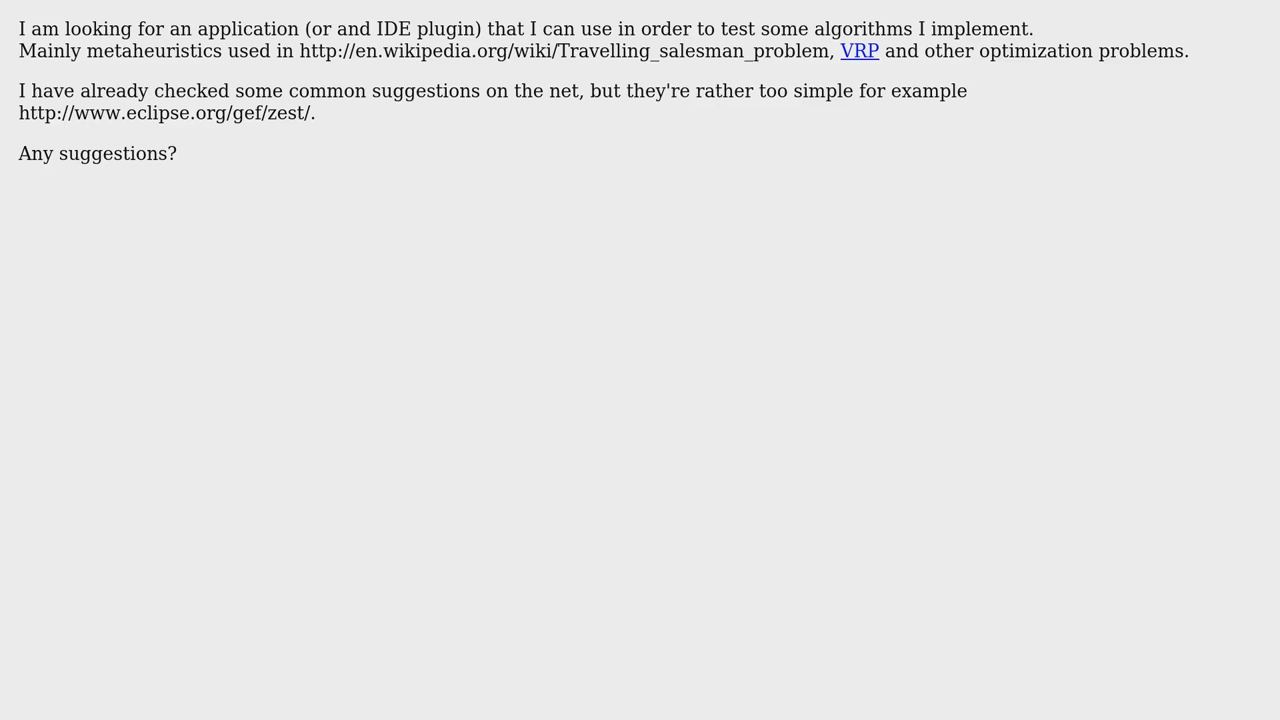 I am looking for an application (or and IDE plugin) that I can use in order to test some algorithms I implement.
Mainly metaheuristics used in http://en.wikipedia.org/wiki/Travelling_salesman_problem, VRP and other optimization problems.
I have already checked some common suggestions on the net, but they're rather too simple for example
http://www.eclipse.org/gef/zest/.
Any suggestions?